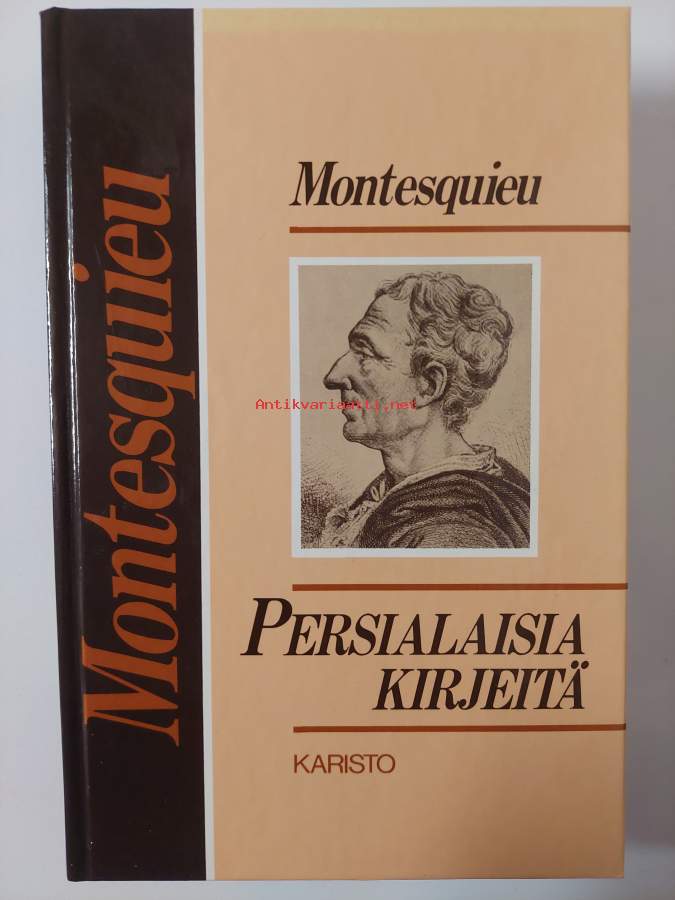 Montesquieu
Montesquieu
Antikvariaatti.net
PERSIALAISIA
KIRJEITÄ
KARISTO